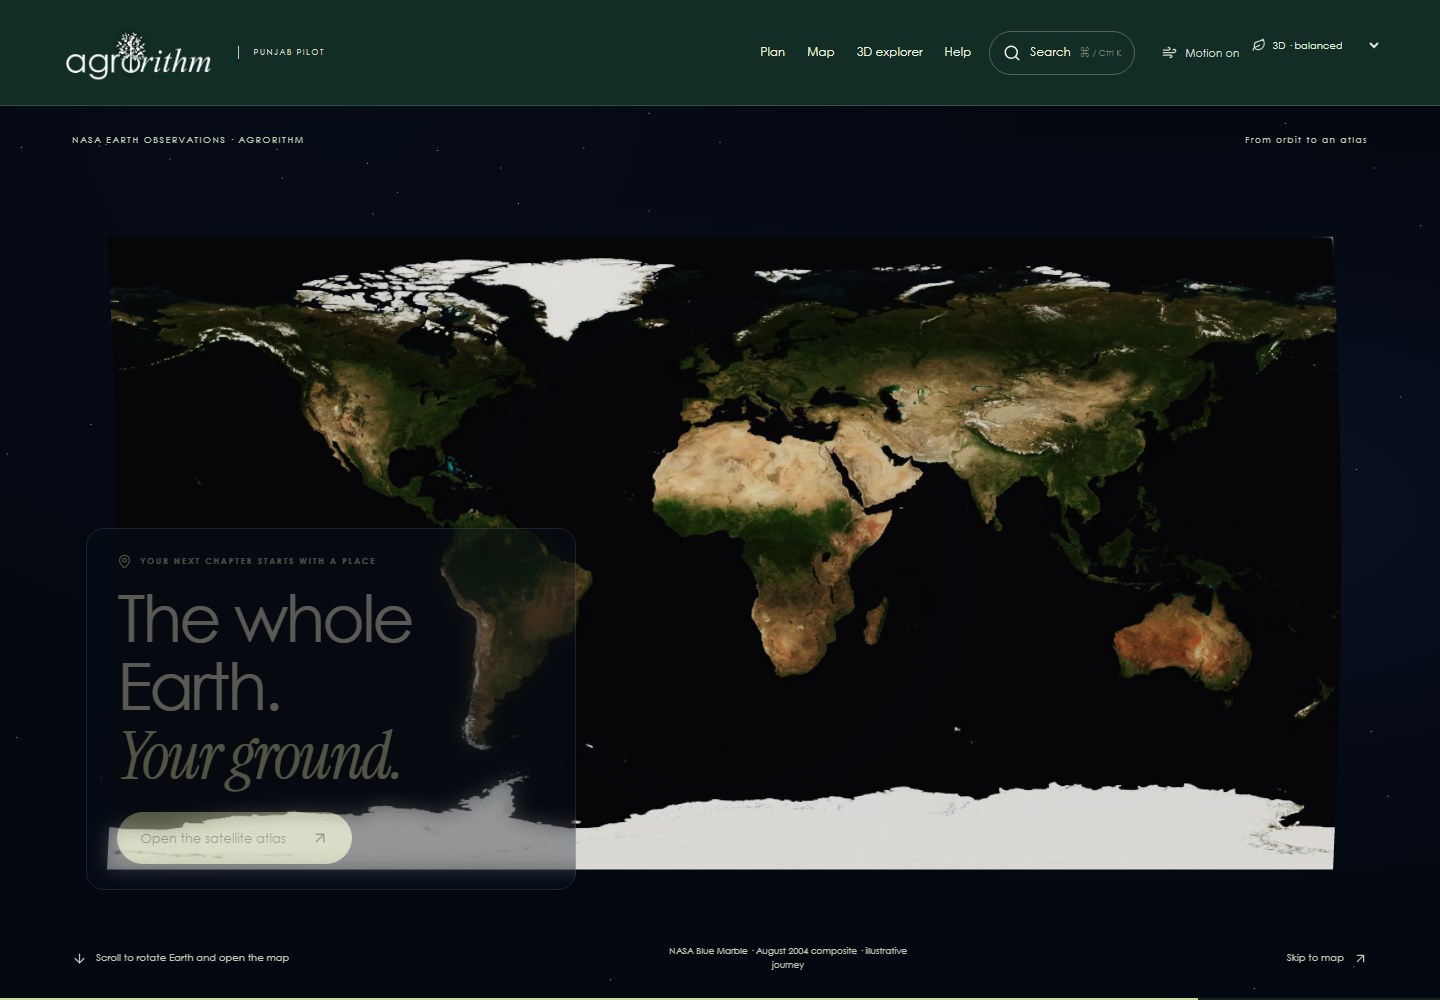 agrorithm
PUNJAB PILOT
Plan
Map
3D explorer
Help
Search ⌘ / Ctrl K
Motion on
3D · balanced
NASA EARTH OBSERVATIONS · AGRORITHM
From orbit to an atlas
YOUR NEXT CHAPTER STARTS WITH A PLACE
The whole
Earth.
Your ground.
Open the satellite atlas
Scroll to rotate Earth and open the map
NASA Blue Marble · August 2004 composite · illustrative
journey
Skip to map